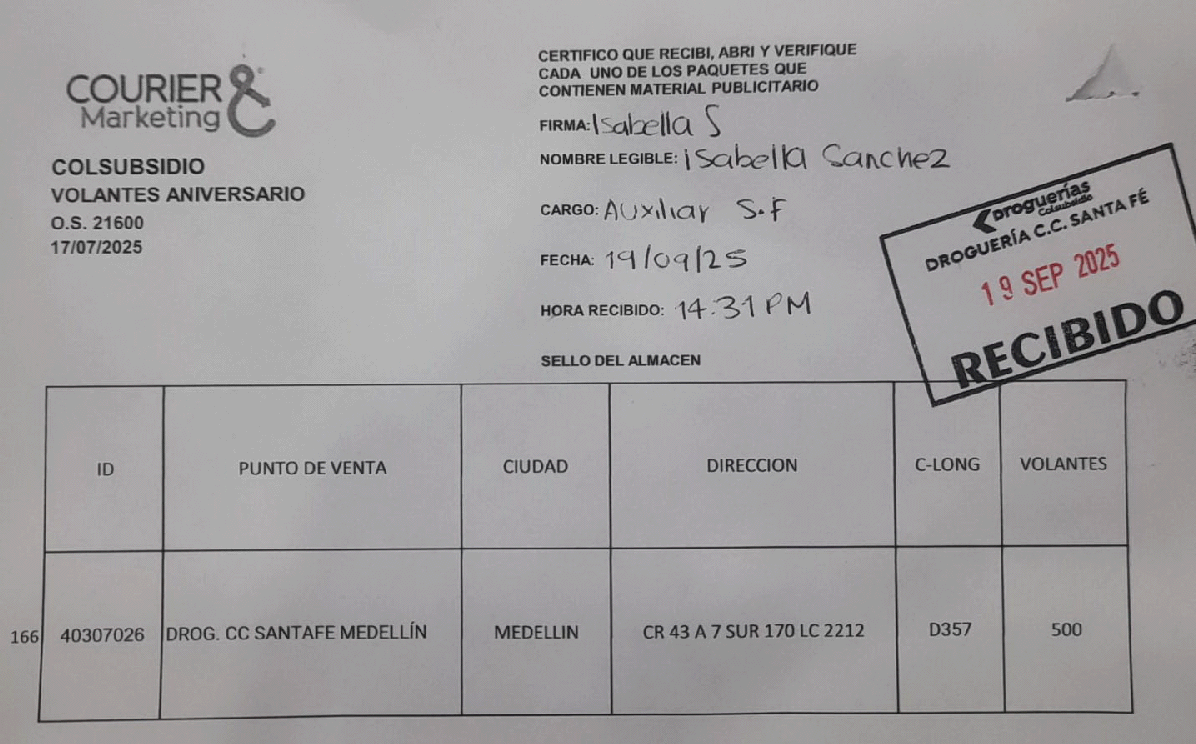 COURIER &
Marketing
COLSUBSIDIO
VOLANTES ANIVERSARIO
O.S. 21600
17/07/2025
CERTIFICO QUE RECIBI, ABRI Y VERIFIQUE
CADA UNO DE LOS PAQUETES QUE
CONTIENEN MATERIAL PUBLICITARIO
FIRMA: Isabella S
NOMBRE LEGIBLE: isabella Sanchez
CARGO: Auxiliar S.F
FECHA: 19/09/25
HORA RECIBIDO: 14:31 PM
SELLO DEL ALMACEN
Droguerías
Colsubsidio
DROGUERÍA C.C. SANTA FÉ
19 SEP 2025
RECIBIDO
ID PUNTO DE VENTA CIUDAD DIRECCION C-LONG VOLANTES
166 40307026 DROG. CC SANTAFE MEDELLÍN MEDELLIN CR 43 A 7 SUR 170 LC 2212 D357 500